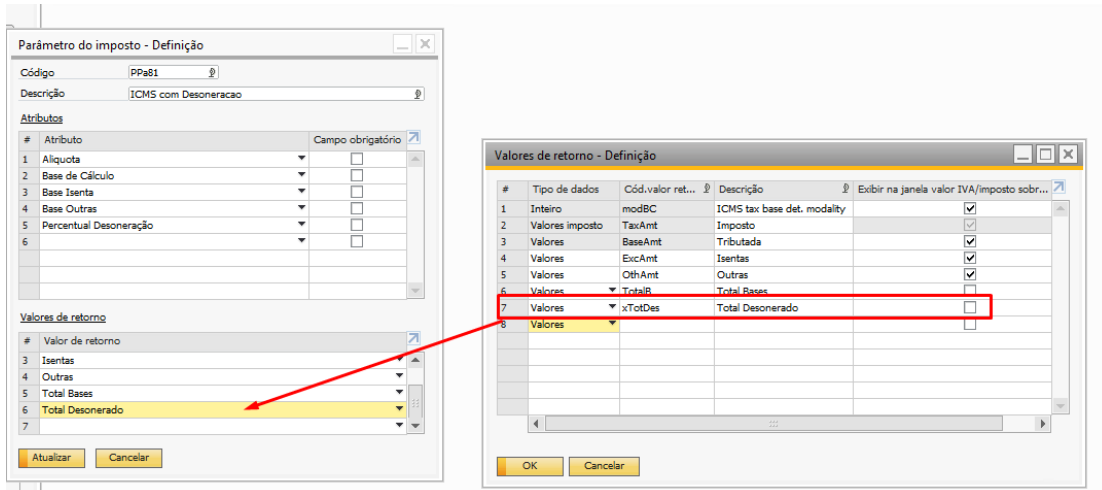 Parâmetro do imposto - Definição
Código PPa81
Descrição ICMS com Desoneracao
Atributos
# Atributo Campo obrigatório
1 Aliquota
2 Base de Cálculo
3 Base Isenta
4 Base Outras
5 Percentual Desoneração
6
Valores de retorno
# Valor de retorno
3 Isentas
4 Outras
5 Total Bases
6 Total Desonerado
7
Atualizar Cancelar
Valores de retorno - Definição
# Tipo de dados Cód.valor ret... Descrição Exibir na janela valor IVA/imposto sobr...
1 Inteiro modBC ICMS tax base det. modality
2 Valores imposto TaxAmt Imposto
3 Valores BaseAmt Tributada
4 Valores ExcAmt Isentas
5 Valores OthAmt Outras
6 Valores TotalB Total Bases
7 Valores xTotDes Total Desonerado
8 Valores
OK Cancelar